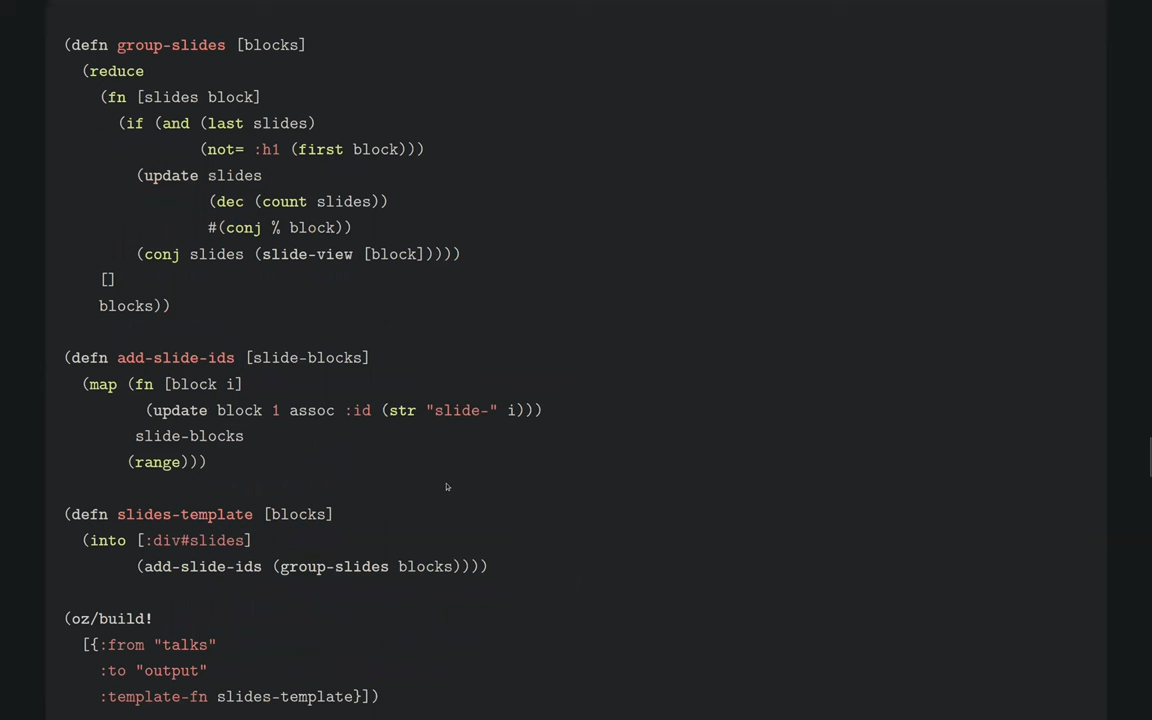 (defn group-slides [blocks]
  (reduce
    (fn [slides block]
      (if (and (last slides)
               (not= :h1 (first block)))
        (update slides
                (dec (count slides))
                #(conj % block))
        (conj slides (slide-view [block]))))
    []
    blocks))
(defn add-slide-ids [slide-blocks]
  (map (fn [block i]
         (update block 1 assoc :id (str "slide-" i)))
        slide-blocks
       (range)))
(defn slides-template [blocks]
  (into [:div#slides]
        (add-slide-ids (group-slides blocks))))
(oz/build!
  [{:from "talks"
    :to "output"
    :template-fn slides-template}])